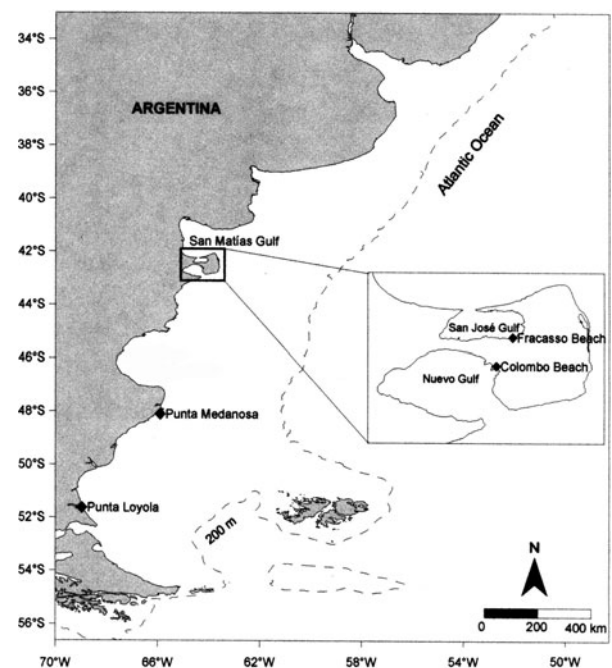 34°S
36°S
38°S
40°S
42°S
44°S
46°S
48°S
50°S
52°S
54°S
56°S
ARGENTINA
Atlantic Ocean
San Matías Gulf
San José Gulf
Fracasso Beach
Colombo Beach
Nuevo Gulf
Punta Medanosa
Punta Loyola
200 m
N
0 200 400 km
70°W 66°W 62°W 58°W 54°W